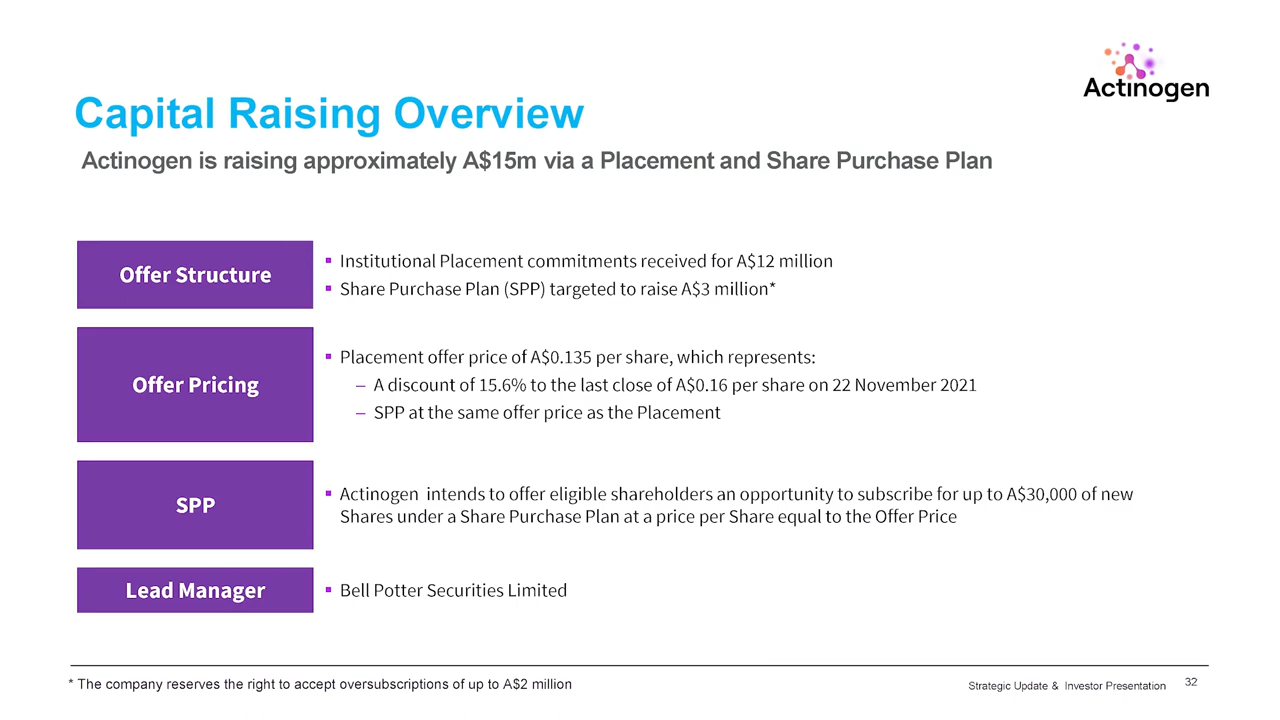 Actinogen
Capital Raising Overview
Actinogen is raising approximately A$15m via a Placement and Share Purchase Plan
Offer Structure
▪ Institutional Placement commitments received for A$12 million
▪ Share Purchase Plan (SPP) targeted to raise A$3 million*
Offer Pricing
▪ Placement offer price of A$0.135 per share, which represents:
– A discount of 15.6% to the last close of A$0.16 per share on 22 November 2021
– SPP at the same offer price as the Placement
SPP
▪ Actinogen intends to offer eligible shareholders an opportunity to subscribe for up to A$30,000 of new
Shares under a Share Purchase Plan at a price per Share equal to the Offer Price
Lead Manager
▪ Bell Potter Securities Limited
* The company reserves the right to accept oversubscriptions of up to A$2 million
Strategic Update & Investor Presentation 32